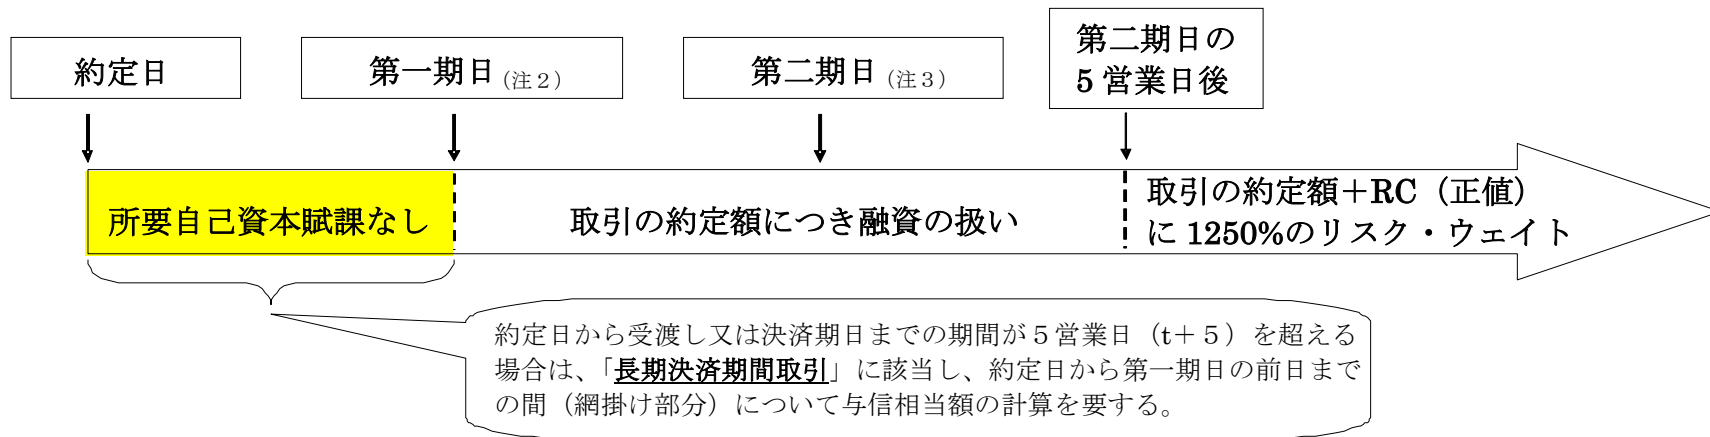 約定日
第一期日(注2)
第二期日(注3)
第二期日の
5営業日後
所要自己資本賦課なし
取引の約定額につき融資の扱い
取引の約定額＋RC（正値）
に 1250%のリスク・ウェイト
約定日から受渡し又は決済期日までの期間が５営業日（t＋５）を超える
場合は、「長期決済期間取引」に該当し、約定日から第一期日の前日まで
の間（網掛け部分）について与信相当額の計算を要する。